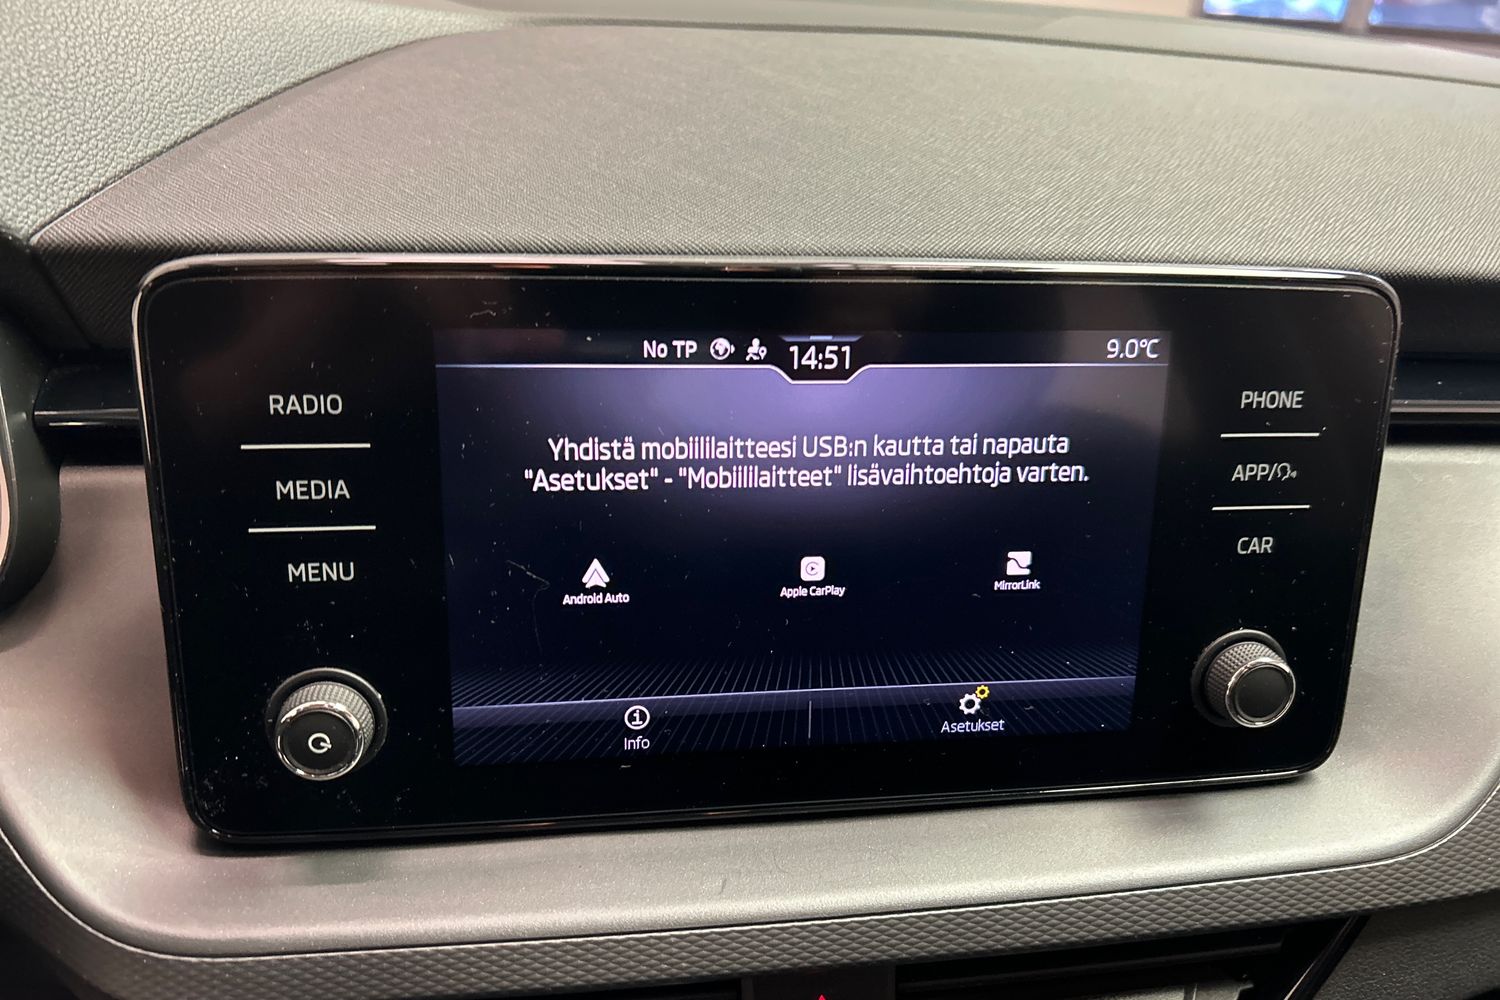 No TP 14:51 9.0°C
RADIO
MEDIA
MENU
Yhdistä mobiililaitteesi USB:n kautta tai napauta
"Asetukset" - "Mobiililaitteet" lisävaihtoehtoja varten.
Android Auto
Apple CarPlay
MirrorLink
Info
Asetukset
PHONE
APP/
CAR